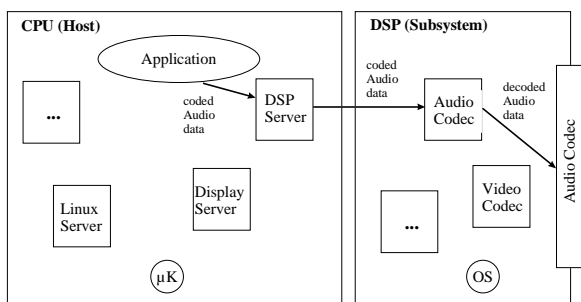 CPU (Host)
Application
coded
Audio
data
DSP
Server
...
Linux
Server
Display
Server
µK
DSP (Subsystem)
coded
Audio
data
Audio
Codec
decoded
Audio
data
Video
Codec
...
OS
Audio Codec